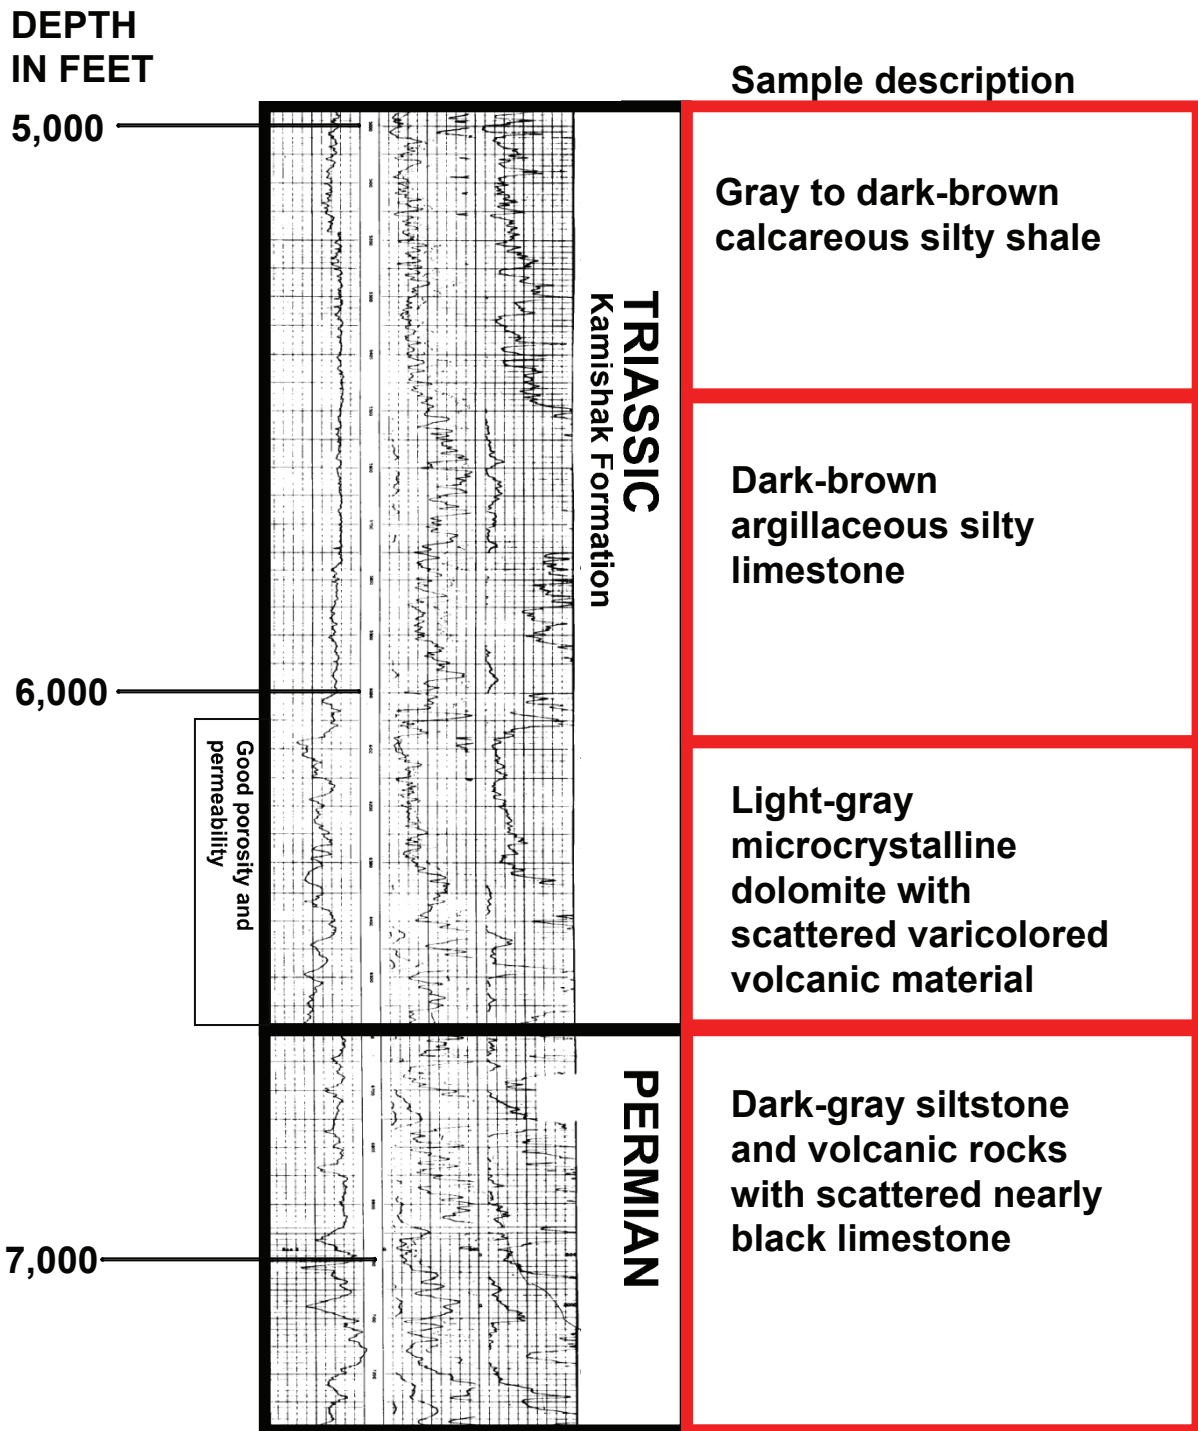 DEPTH
IN FEET
Sample description
5,000
Gray to dark-brown
calcareous silty shale
TRIASSIC
Kamishak Formation
Dark-brown
argillaceous silty
limestone
6,000
Good porosity and
permeability
Light-gray
microcrystalline
dolomite with
scattered varicolored
volcanic material
PERMIAN
Dark-gray siltstone
and volcanic rocks
with scattered nearly
black limestone
7,000